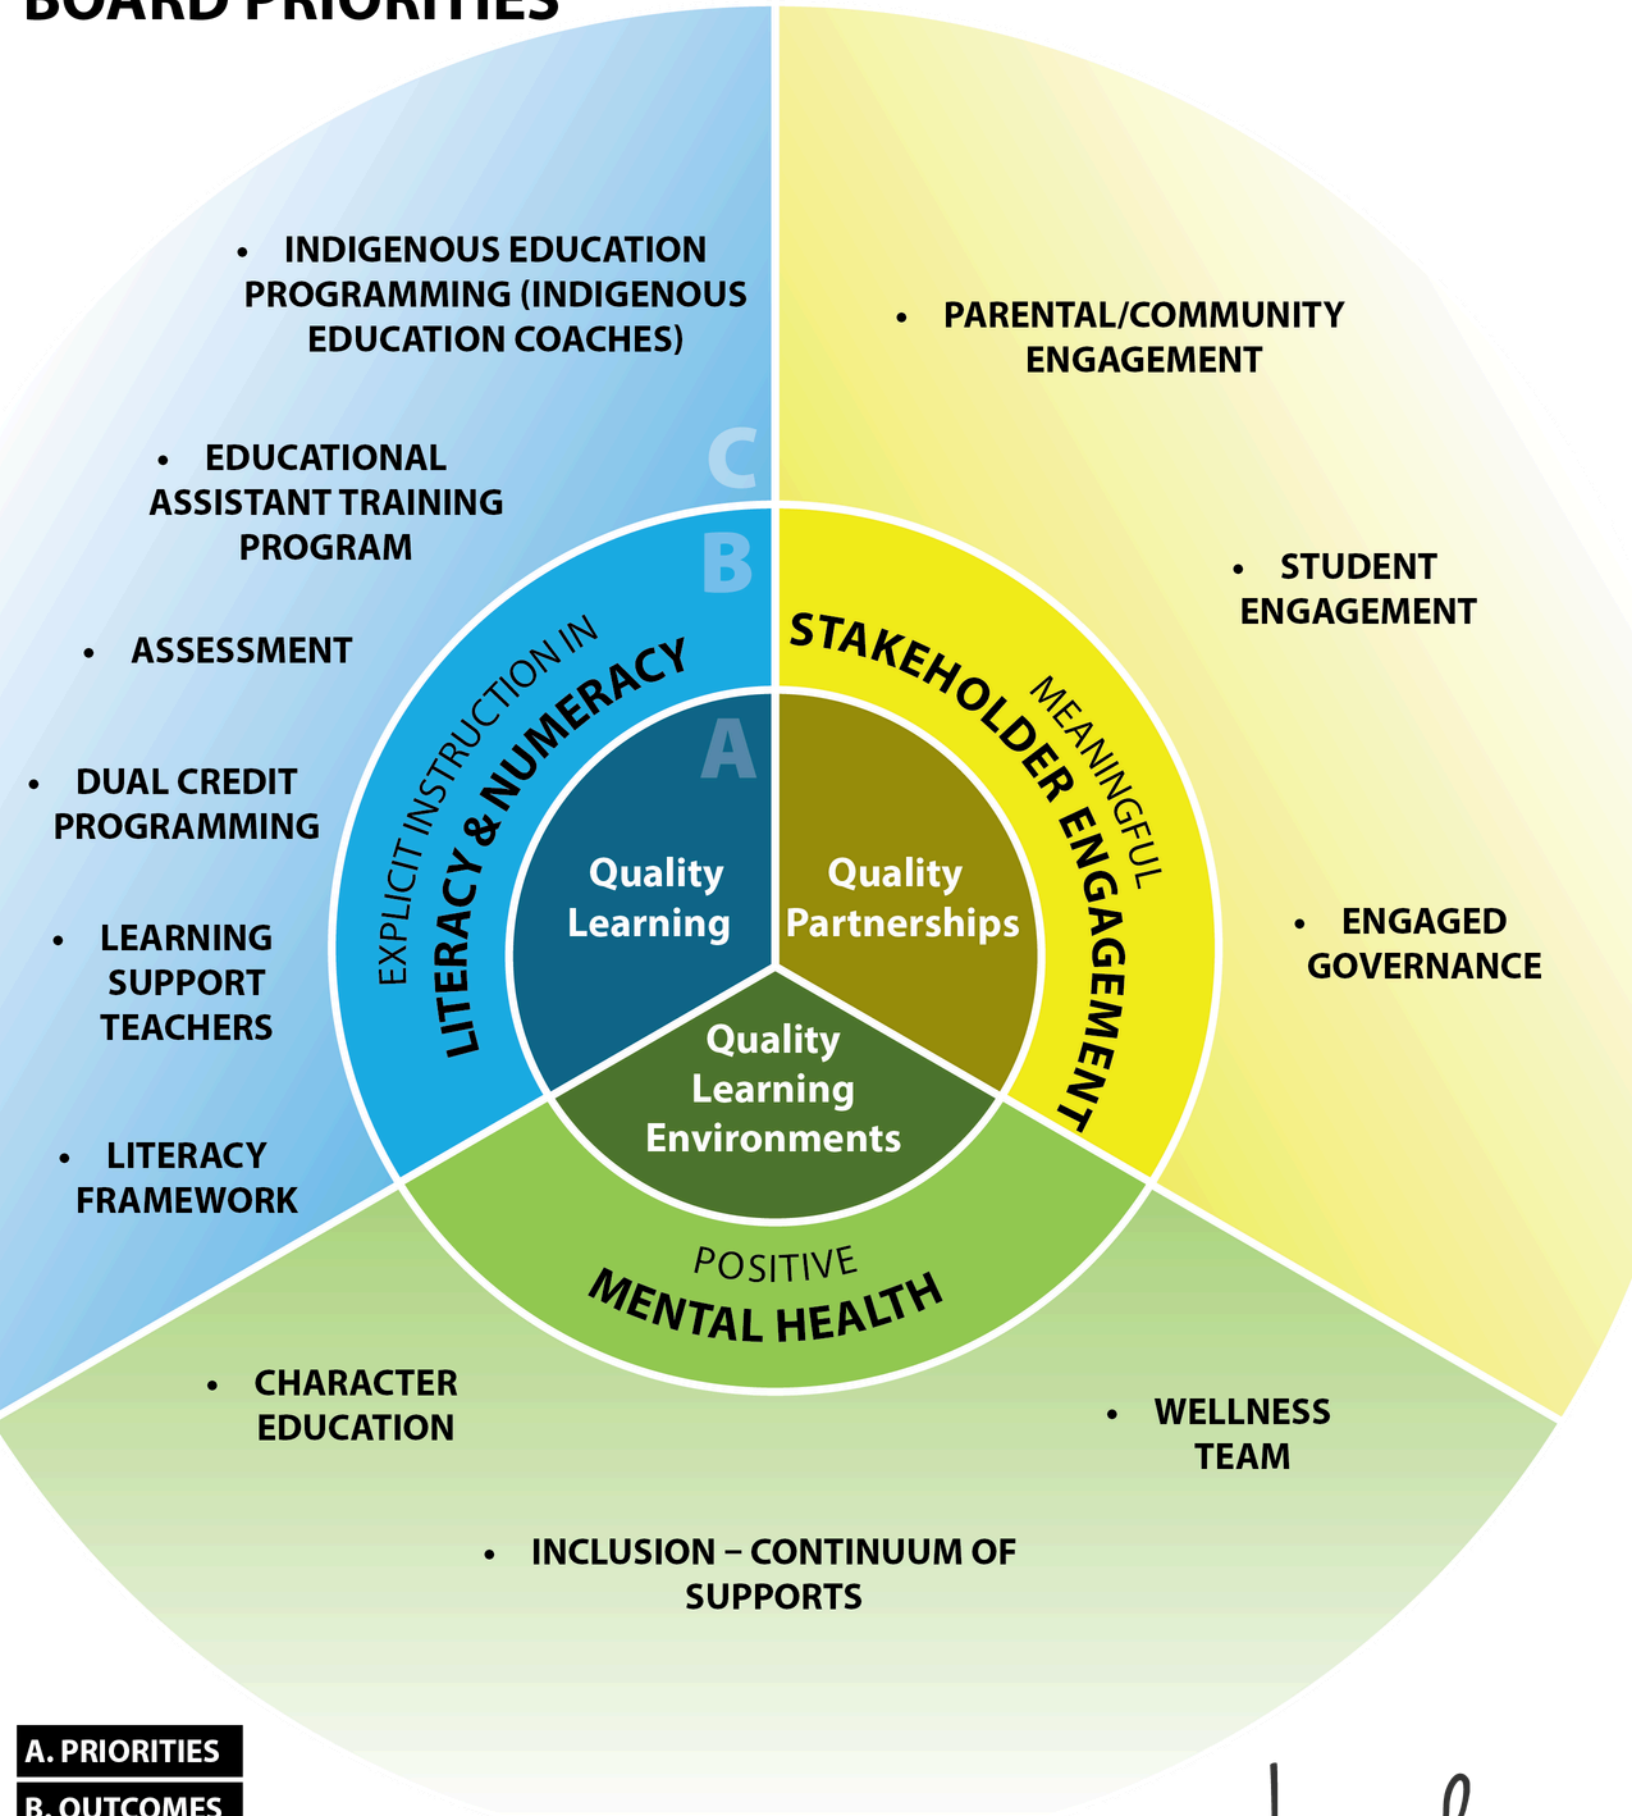 BOARD PRIORITIES
• INDIGENOUS EDUCATION
PROGRAMMING (INDIGENOUS
EDUCATION COACHES)
• EDUCATIONAL
ASSISTANT TRAINING
PROGRAM
• ASSESSMENT
• DUAL CREDIT
PROGRAMMING
• LEARNING
SUPPORT
TEACHERS
• LITERACY
FRAMEWORK
C
B
A
EXPLICIT INSTRUCTION IN
LITERACY & NUMERACY
Quality
Learning
Quality
Partnerships
MEANINGFUL
STAKEHOLDER ENGAGEMENT
• PARENTAL/COMMUNITY
ENGAGEMENT
• STUDENT
ENGAGEMENT
• ENGAGED
GOVERNANCE
Quality
Learning
Environments
POSITIVE
MENTAL HEALTH
• CHARACTER
EDUCATION
• WELLNESS
TEAM
• INCLUSION – CONTINUUM OF
SUPPORTS
A. PRIORITIES
B. OUTCOMES